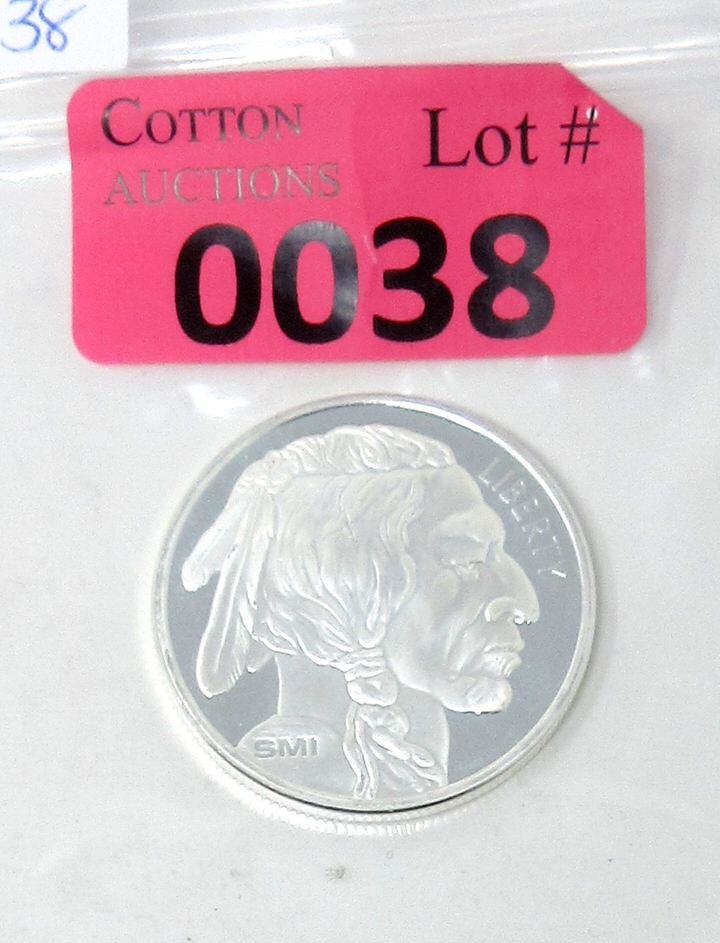 38
COTTON
AUCTIONS
Lot #
0038
LIBERTY
SMI